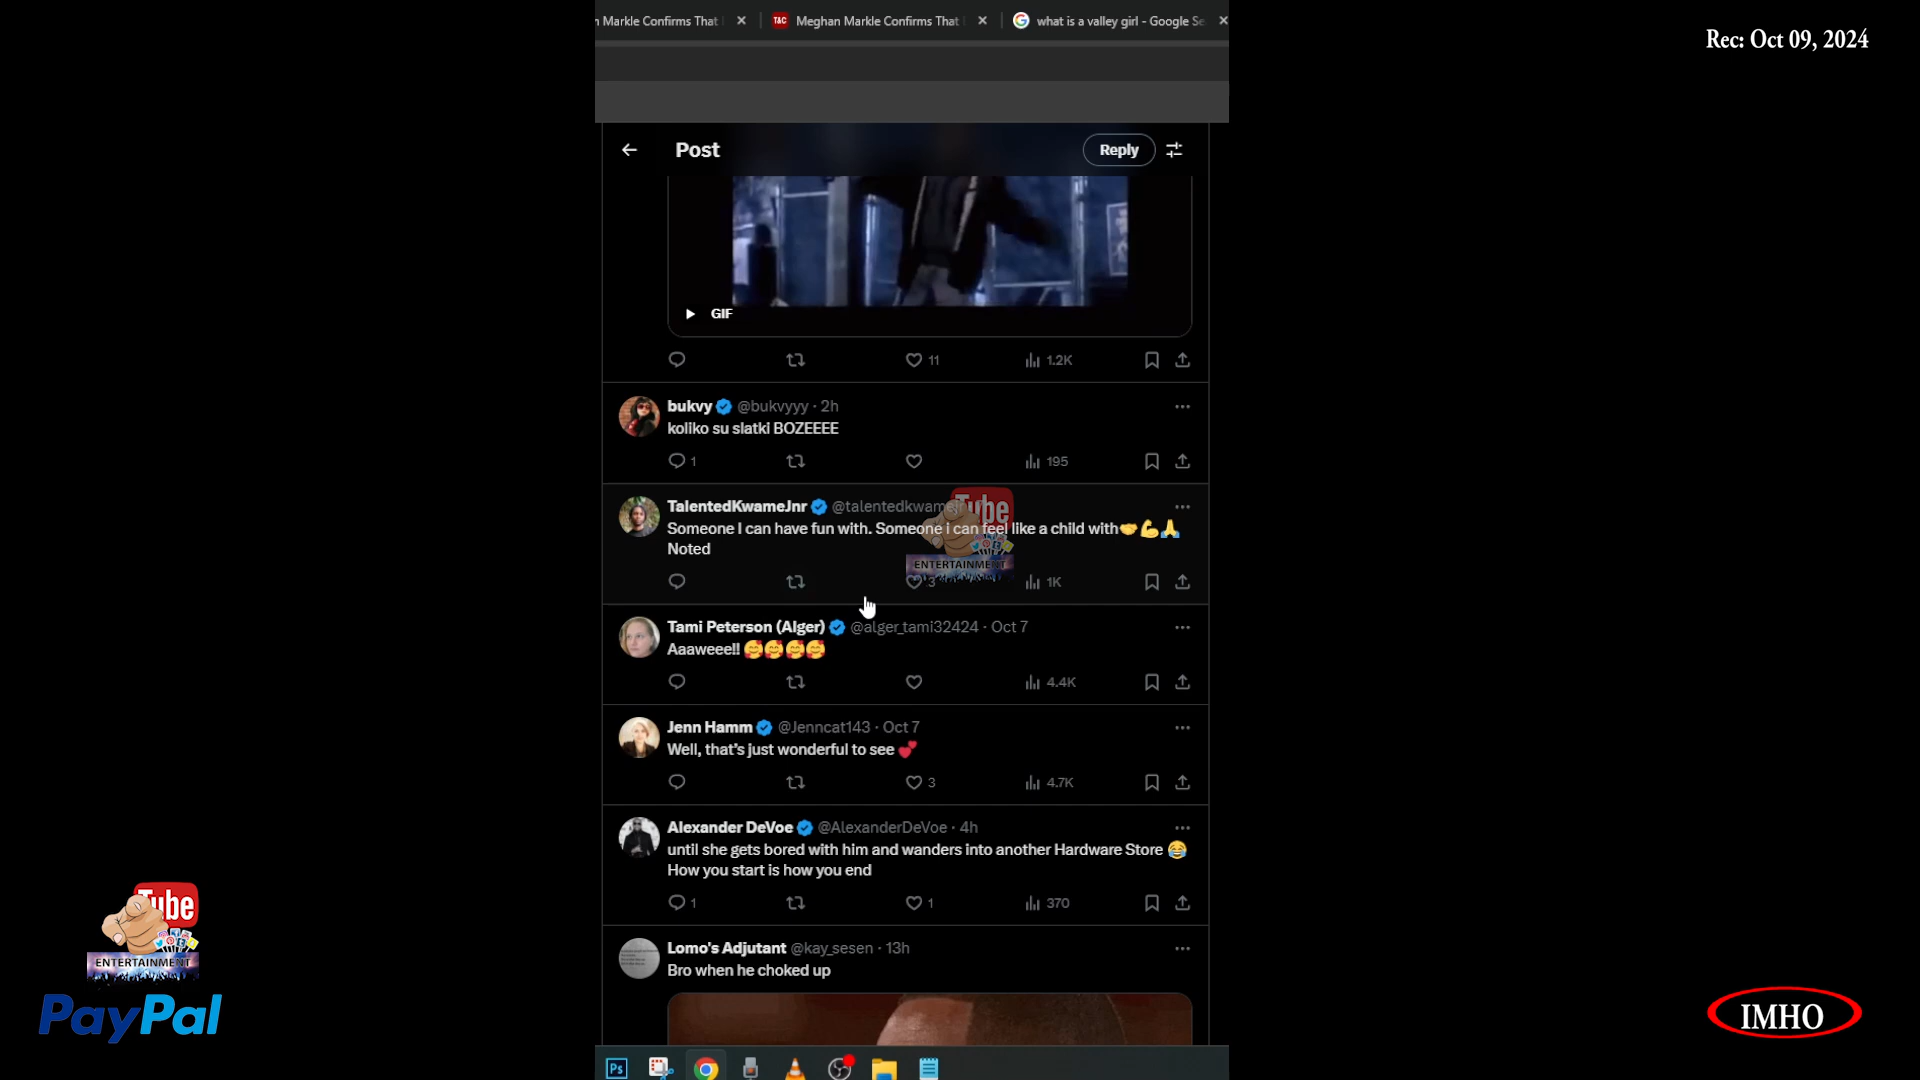 n Markle Confirms That
T&C Meghan Markle Confirms That
what is a valley girl - Google Se
Rec: Oct 09, 2024
Post
Reply
GIF
11
1.2K
bukvy @bukvyyy · 2h
koliko su slatki BOZEEEE
1
195
TalentedKwameJnr @talentedkwamejr
Someone I can have fun with. Someone i can feel like a child with🤝💪🙏
Noted
3
1K
Tube
ENTERTAINMENT
Tami Peterson (Alger) @alger_tami32424 · Oct 7
Aaaweee!! 🥰🥰🥰🥰
4.4K
Jenn Hamm @Jenncat143 · Oct 7
Well, that's just wonderful to see 💕
3
4.7K
Alexander DeVoe @AlexanderDeVoe · 4h
until she gets bored with him and wanders into another Hardware Store 😂
How you start is how you end
1
1
370
Lomo's Adjutant @kay_sesen · 13h
Bro when he choked up
Tube
ENTERTAINMENT
PayPal
IMHO
Ps